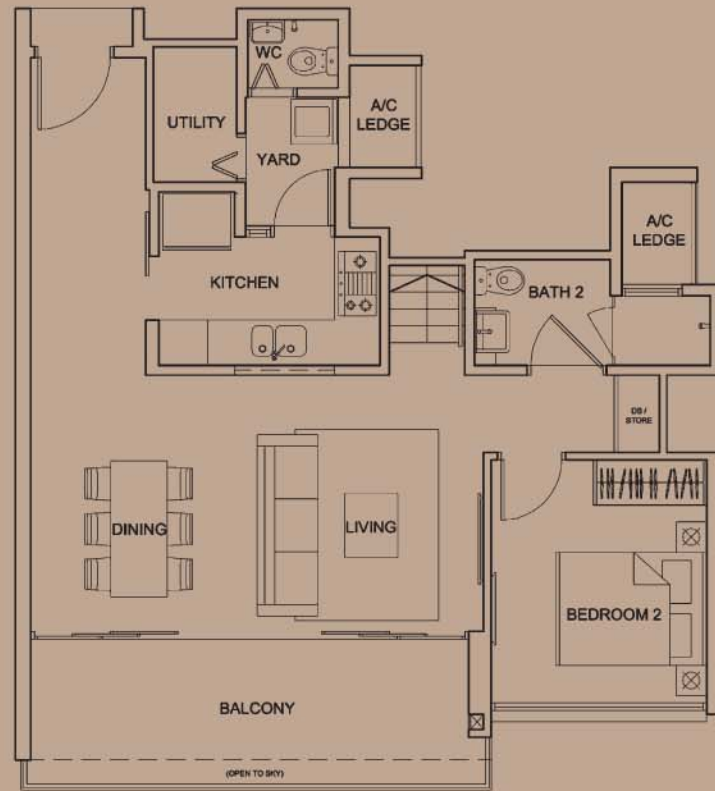 WC
UTILITY
A/C
LEDGE
YARD
A/C
LEDGE
KITCHEN
BATH 2
DB /
STORE
DINING
LIVING
BEDROOM 2
BALCONY
(OPEN TO SKY)